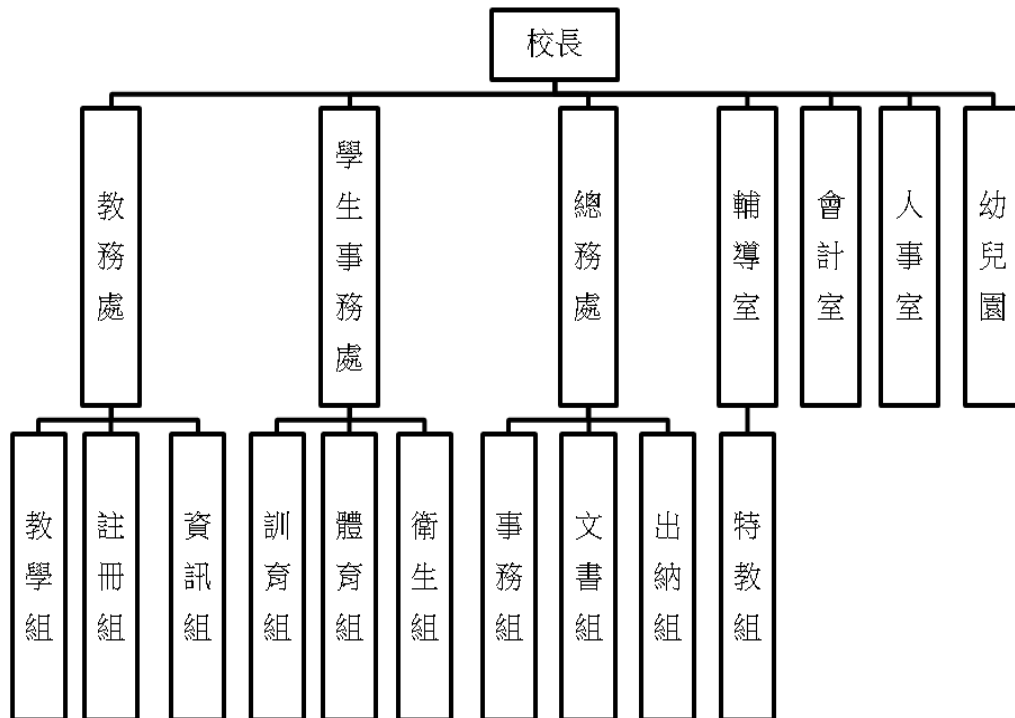 校長
教務處
學生事務處
總務處
輔導室
會計室
人事室
幼兒園
教學組
註冊組
資訊組
訓育組
體育組
衛生組
事務組
文書組
出納組
特教組